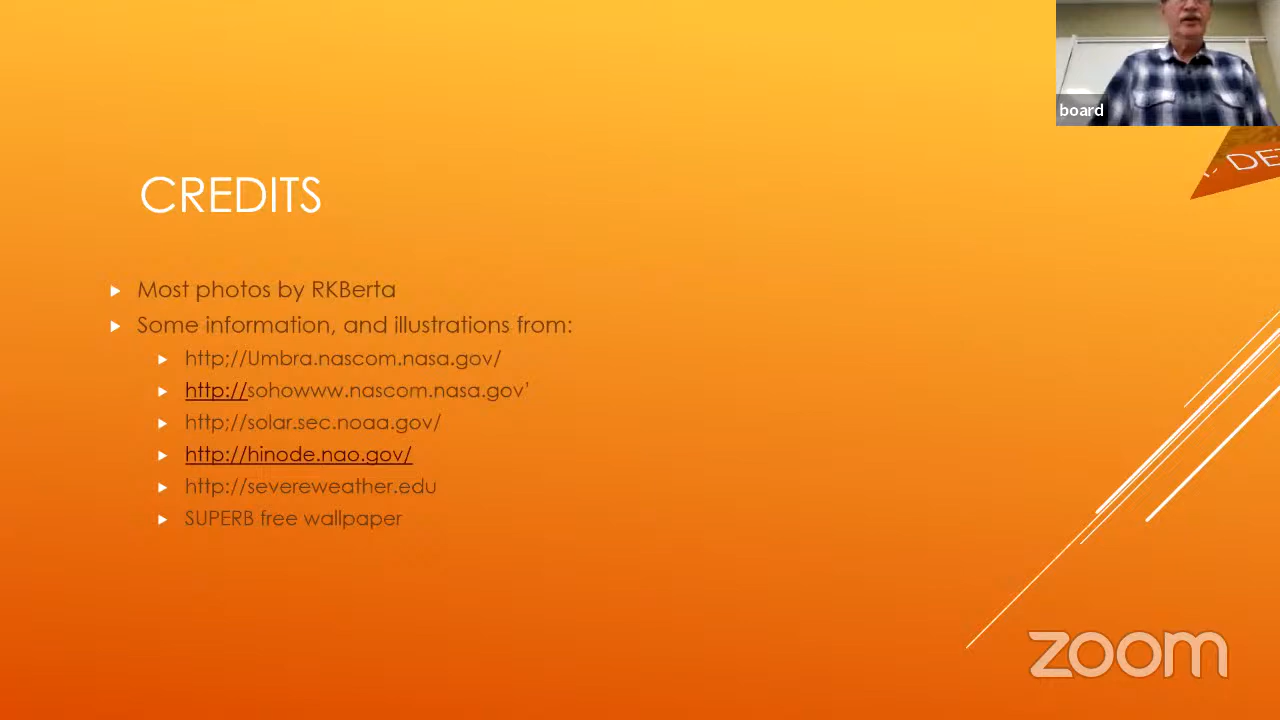 board
DE
CREDITS
Most photos by RKBerta
Some information, and illustrations from:
http;//Umbra.nascom.nasa.gov/
http://sohowww.nascom.nasa.gov’
http;//solar.sec.noaa.gov/
http://hinode.nao.gov/
http://severeweather.edu
SUPERB free wallpaper
zoom